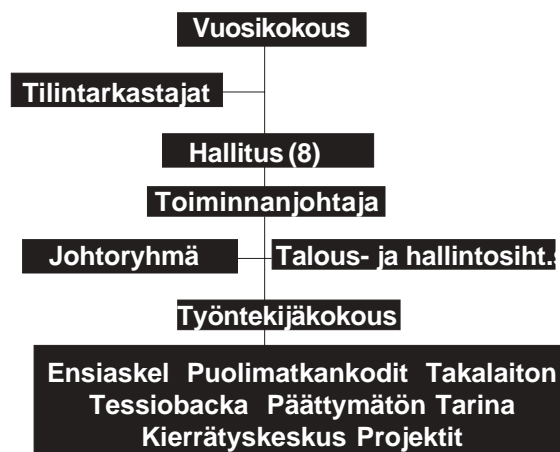 Vuosikokous
Tilintarkastajat
Hallitus (8)
Toiminnanjohtaja
Johtoryhmä
Talous- ja hallintosiht.s
Työntekijäkokous
Ensiaskel Puolimatkankodit Takalaiton
Tessiobacka Päättymätön Tarina
Kierrätyskeskus Projektit